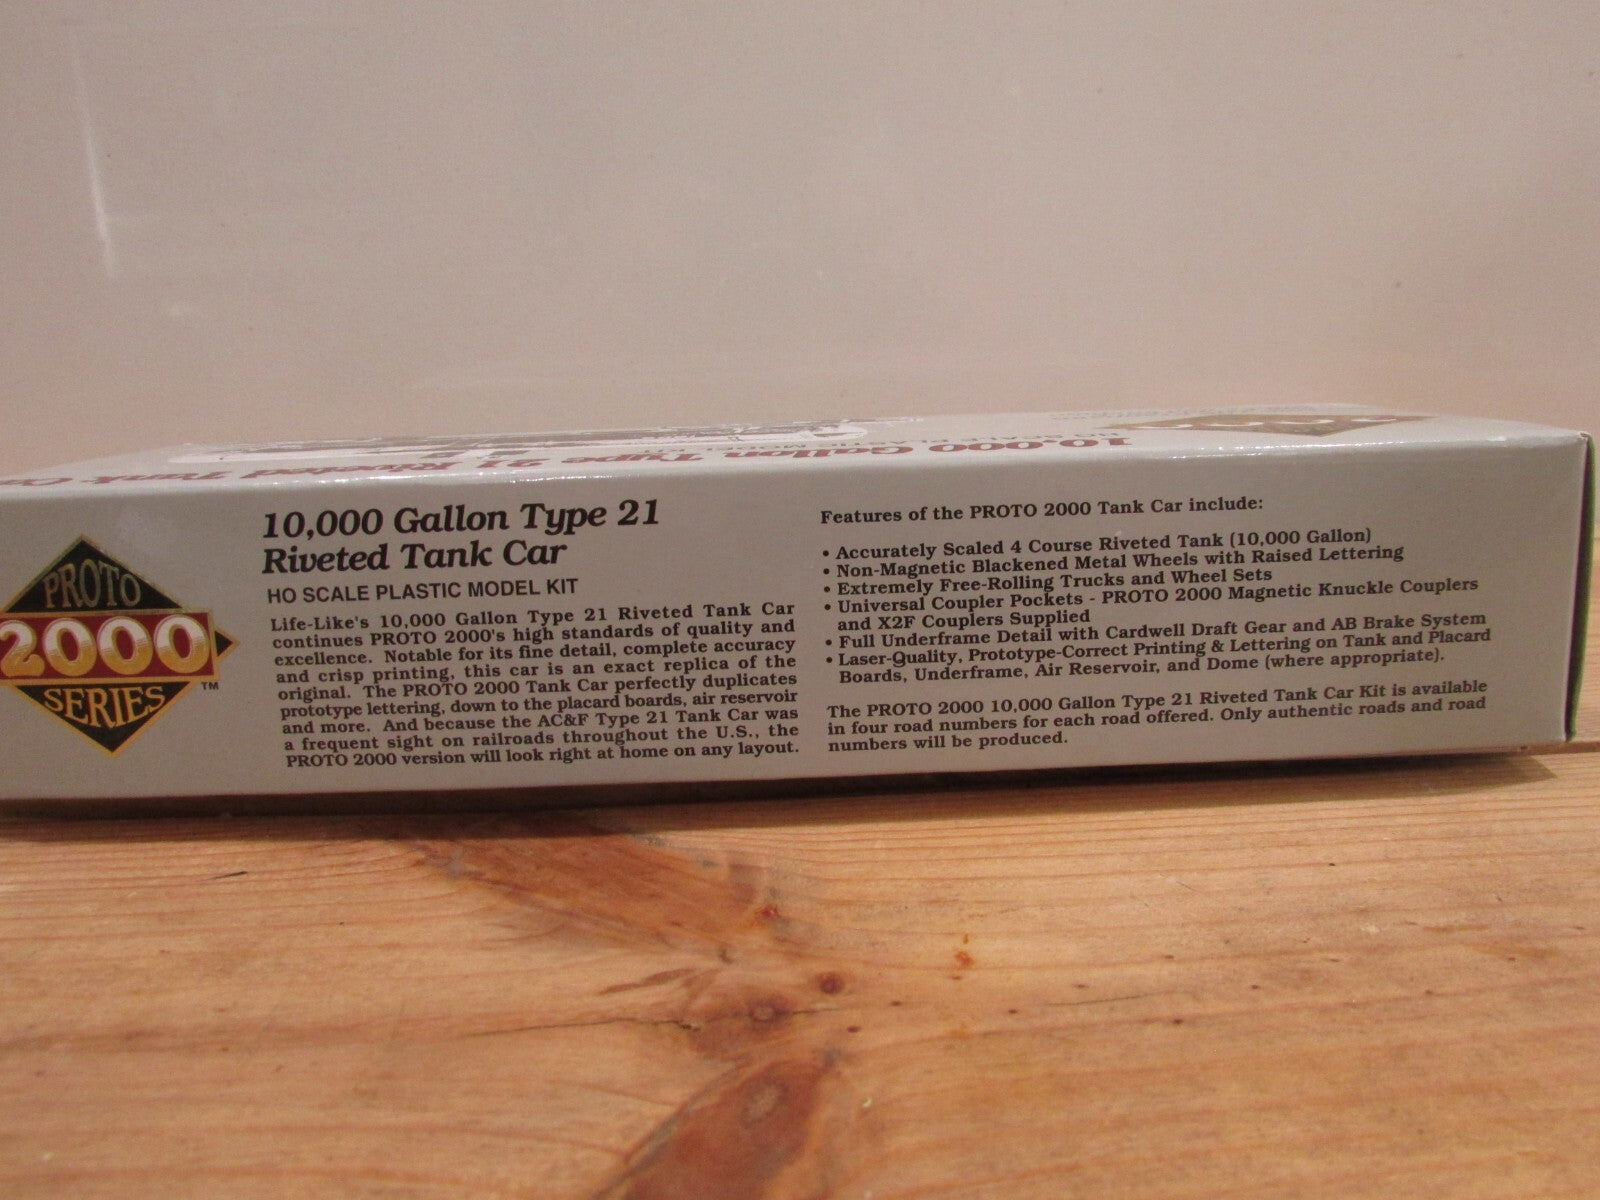 10,000 Gallon Type 21 Riveted Tank Car
PROTO
2000
SERIES
TM
10,000 Gallon Type 21
Riveted Tank Car
HO SCALE PLASTIC MODEL KIT
Life-Like's 10,000 Gallon Type 21 Riveted Tank Car
continues PROTO 2000's high standards of quality and
excellence. Notable for its fine detail, complete accuracy
and crisp printing, this car is an exact replica of the
original. The PROTO 2000 Tank Car perfectly duplicates
prototype lettering, down to the placard boards, air reservoir
and more. And because the AC&F Type 21 Tank Car was
a frequent sight on railroads throughout the U.S., the
PROTO 2000 version will look right at home on any layout.
Features of the PROTO 2000 Tank Car include:
• Accurately Scaled 4 Course Riveted Tank (10,000 Gallon)
• Non-Magnetic Blackened Metal Wheels with Raised Lettering
• Extremely Free-Rolling Trucks and Wheel Sets
• Universal Coupler Pockets - PROTO 2000 Magnetic Knuckle Couplers
and X2F Couplers Supplied
• Full Underframe Detail with Cardwell Draft Gear and AB Brake System
• Laser-Quality, Prototype-Correct Printing & Lettering on Tank and Placard
Boards, Underframe, Air Reservoir, and Dome (where appropriate).
The PROTO 2000 10,000 Gallon Type 21 Riveted Tank Car Kit is available
in four road numbers for each road offered. Only authentic roads and road
numbers will be produced.